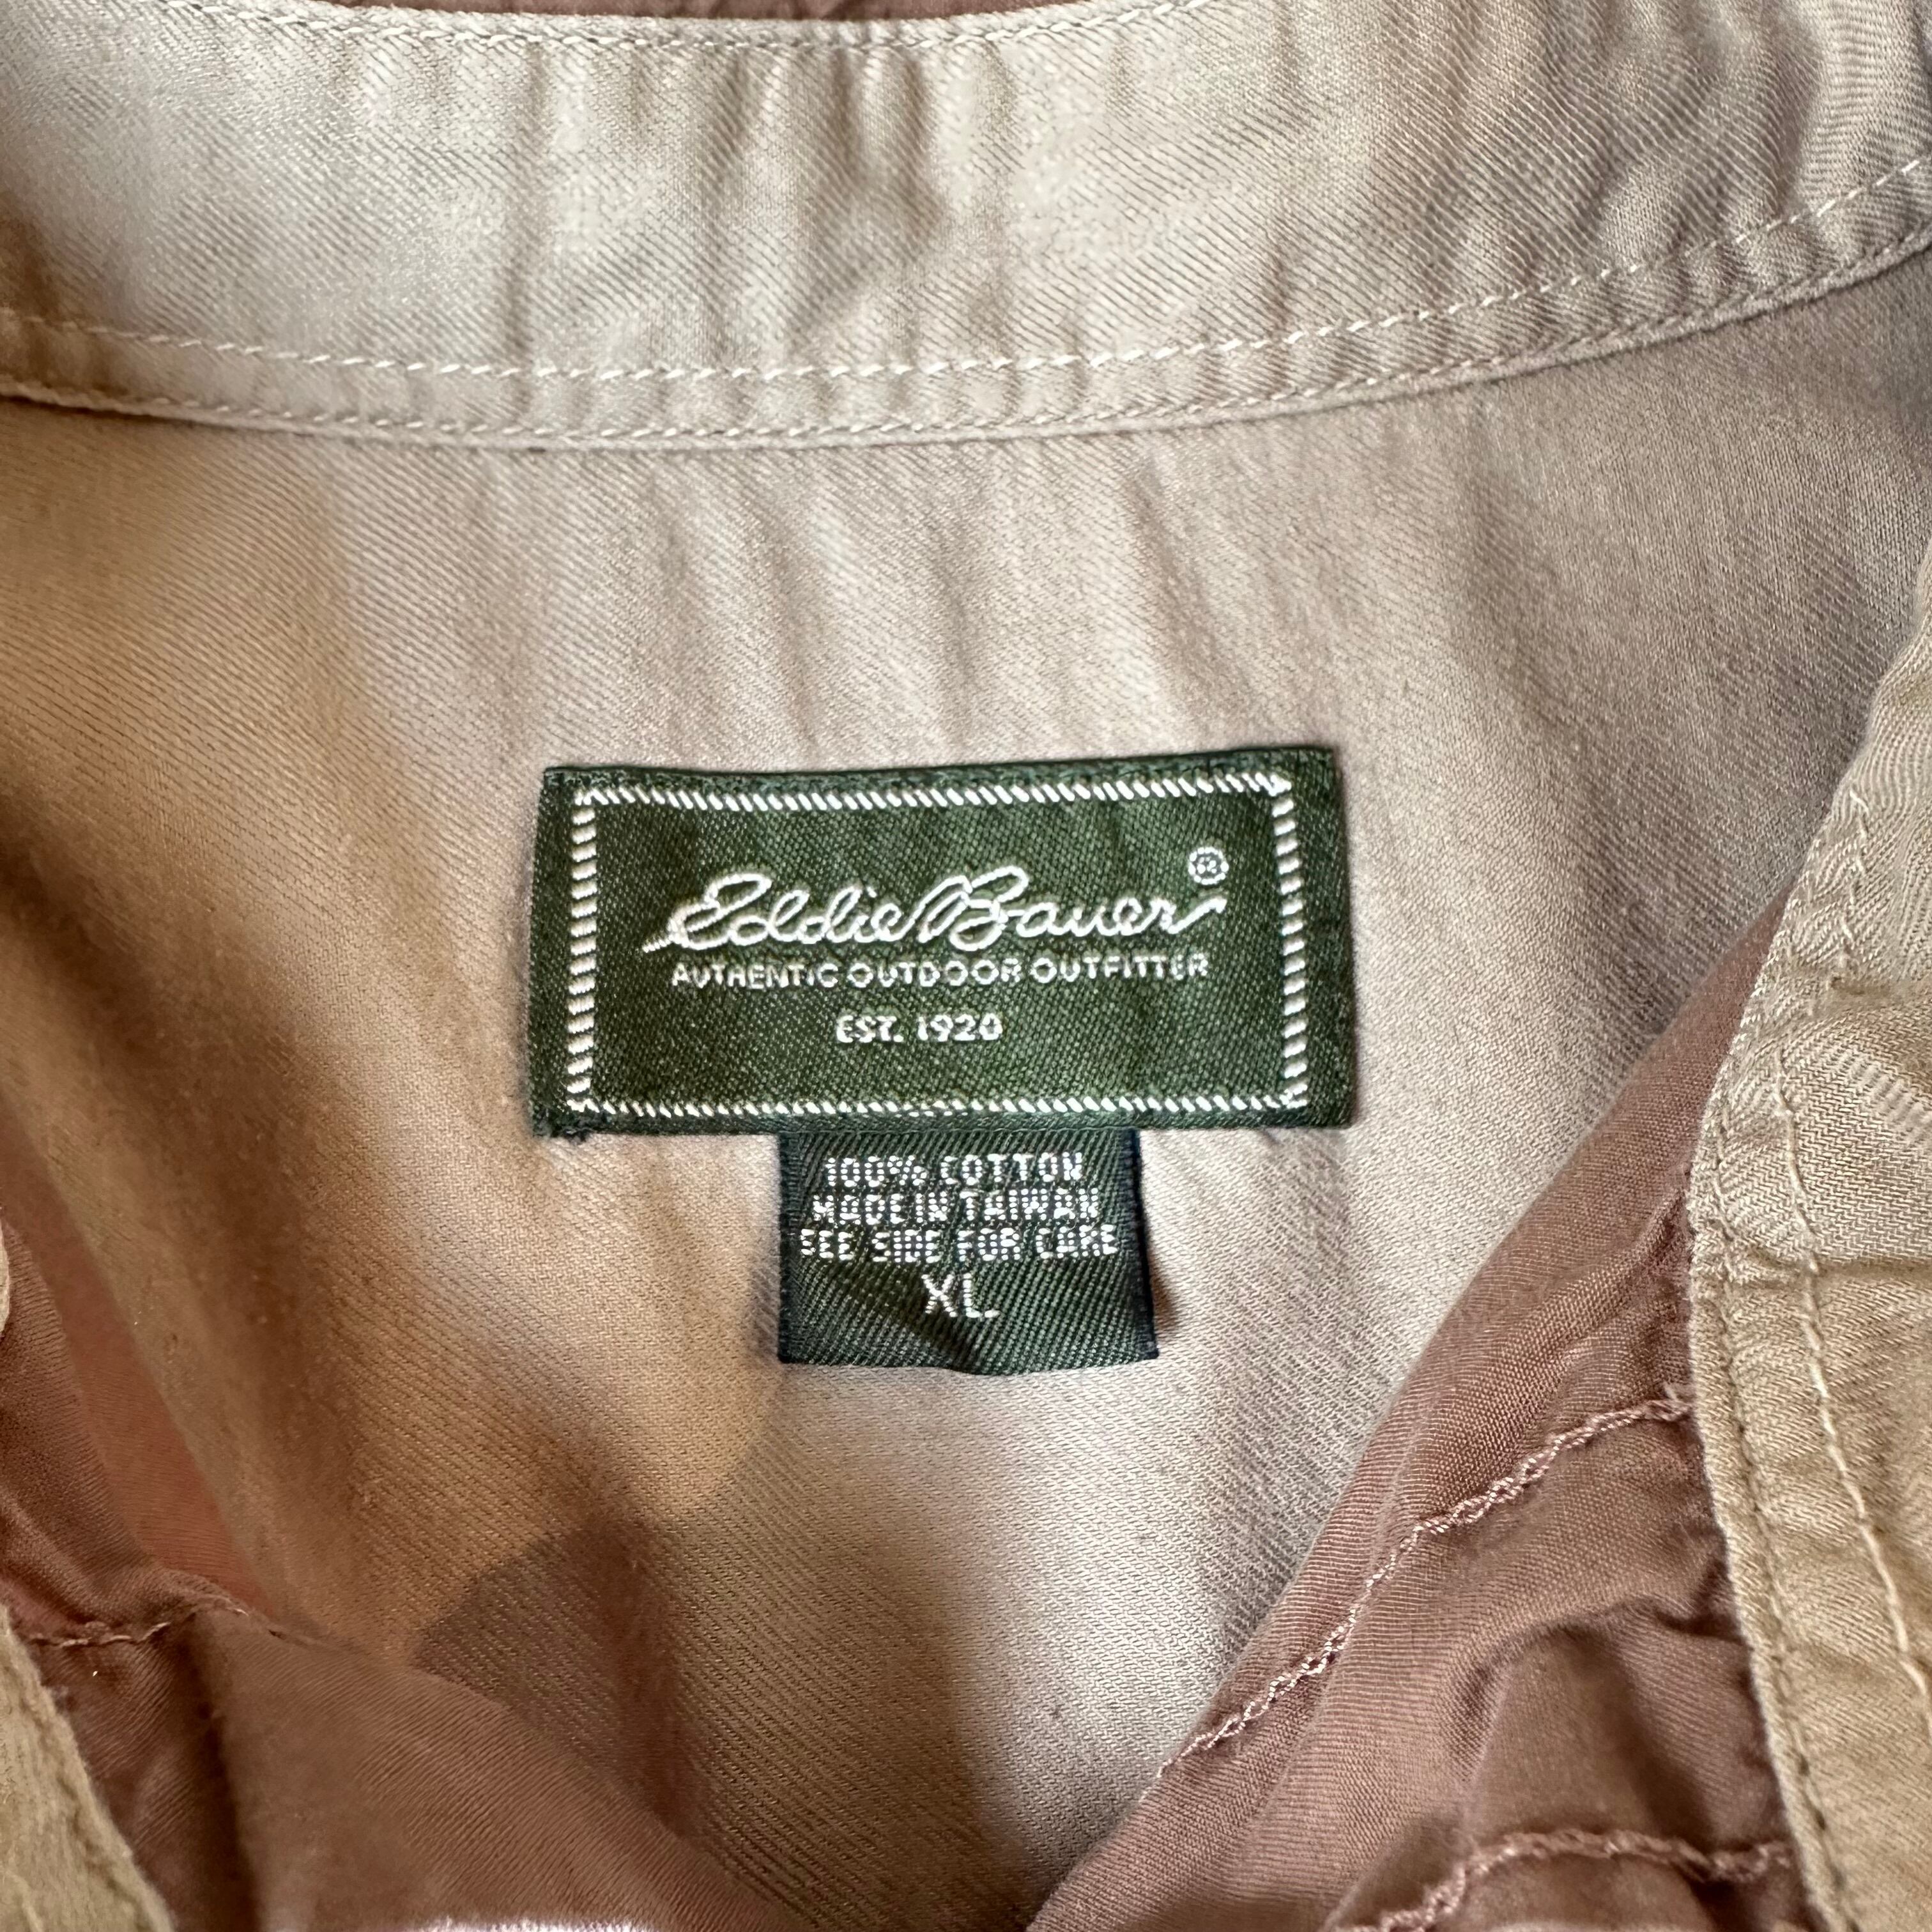 Eddie Bauer®
AUTHENTIC OUTDOOR OUTFITTER
EST. 1920
100% COTTON
MADE IN TAIWAN
SEE SIDE FOR CARE
XL